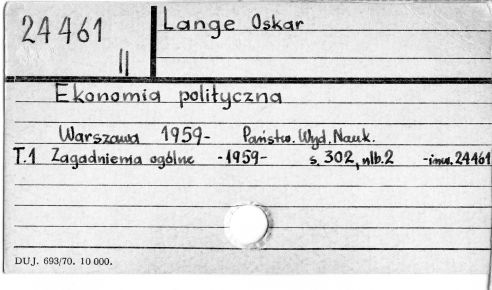 24461
II
Lange Oskar
Ekonomia polityczna
Warszawa 1959- Państw. Wyd. Nauk.
T.1 Zagadnienia ogólne -1959- s. 302, nlb. 2 -inw. 24461
DUJ. 693/70. 10 000.